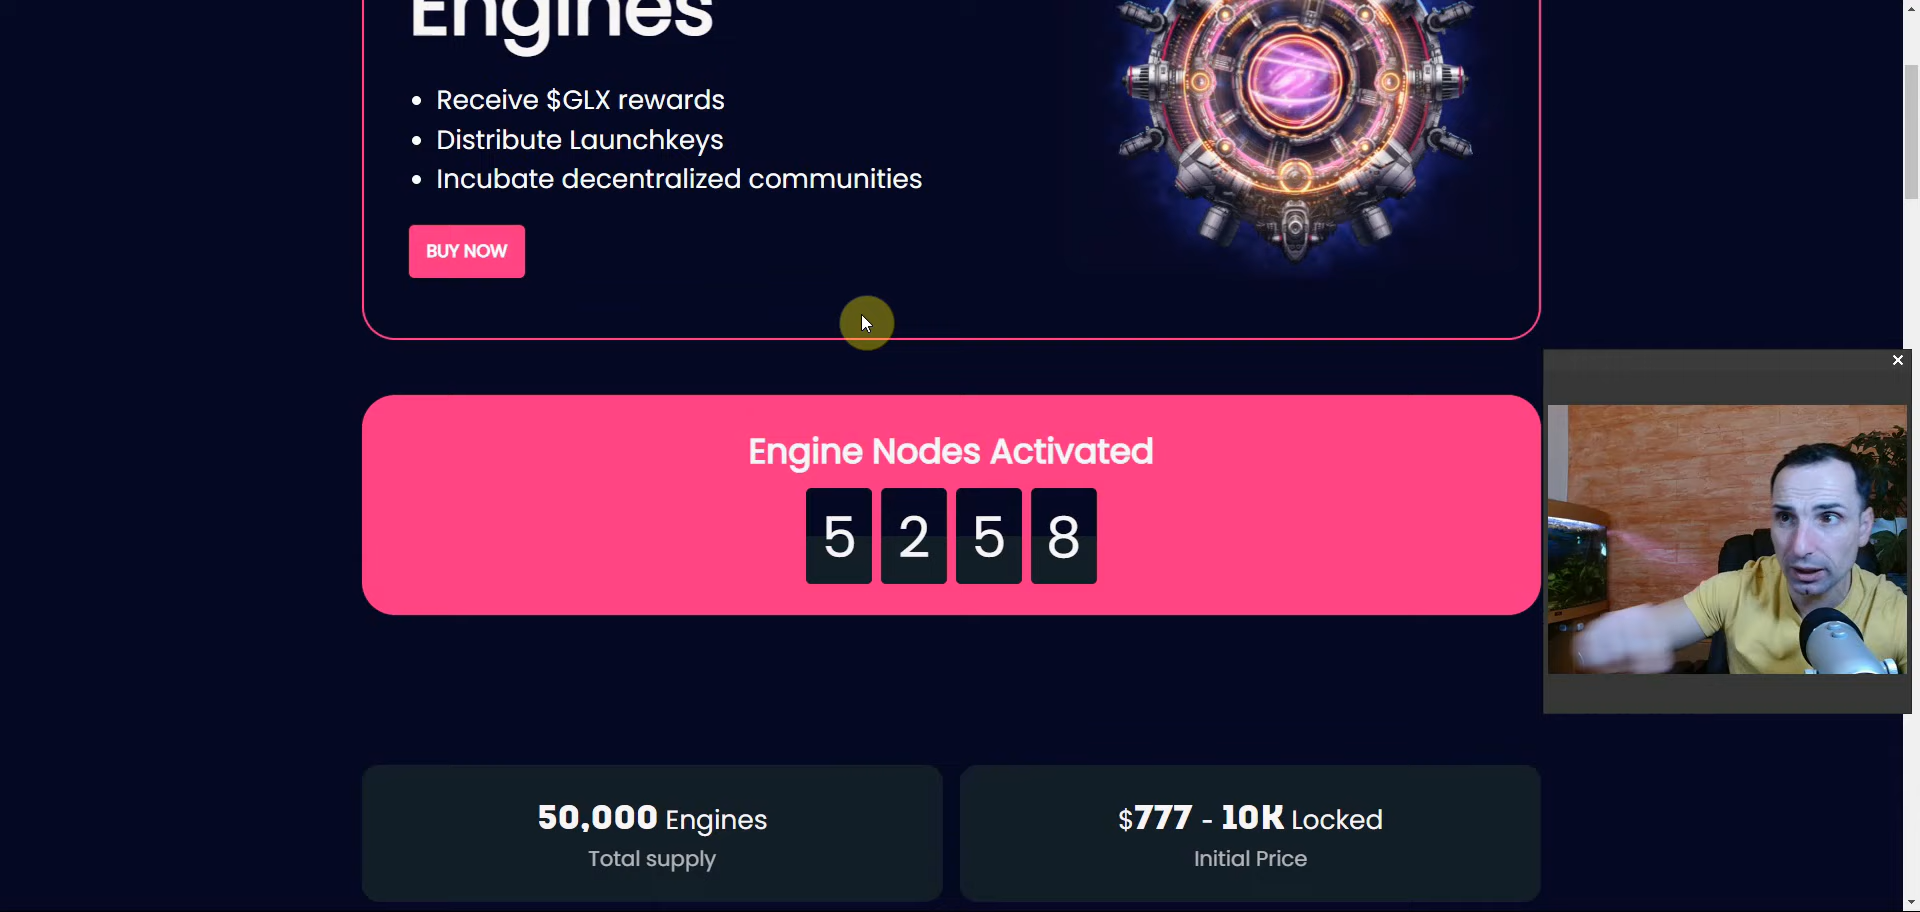 Engines
Receive $GLX rewards
Distribute Launchkeys
Incubate decentralized communities
BUY NOW
Engine Nodes Activated
5 2 5 8
50,000 Engines
Total supply
$777 - 10K Locked
Initial Price